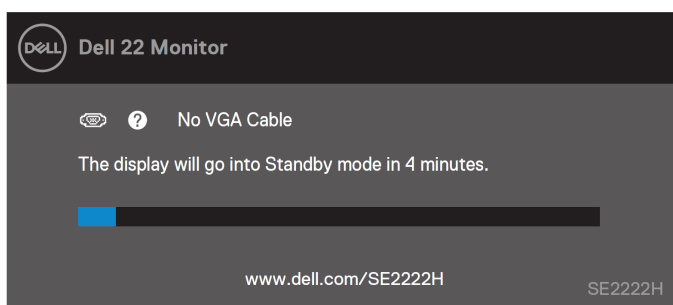 DELL Dell 22 Monitor
? No VGA Cable
The display will go into Standby mode in 4 minutes.
www.dell.com/SE2222H
SE2222H